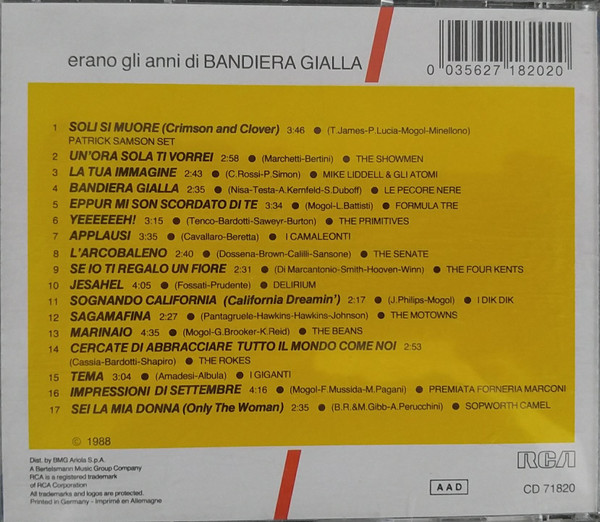 erano gli anni di BANDIERA GIALLA
0 035627 182020
1 SOLI SI MUORE (Crimson and Clover) 3:46 ● (T.James-P.Lucia-Mogol-Minellono)
PATRICK SAMSON SET
2 UN'ORA SOLA TI VORREI 2:58 ● (Marchetti-Bertini) ● THE SHOWMEN
3 LA TUA IMMAGINE 2:43 ● (C.Rossi-P.Simon) ● MIKE LIDDELL & GLI ATOMI
4 BANDIERA GIALLA 2:35 ● (Nisa-Testa-A.Kernfeld-S.Duboff) ● LE PECORE NERE
5 EPPUR MI SON SCORDATO DI TE 3:34 ● (Mogol-L.Battisti) ● FORMULA TRE
6 YEEEEEEH! 3:15 ● (Tenco-Bardotti-Saweyr-Burton) ● THE PRIMITIVES
7 APPLAUSI 3:35 ● (Cavallaro-Beretta) ● I CAMALEONTI
8 L'ARCOBALENO 2:40 ● (Dossena-Brown-Calilli-Sansone) ● THE SENATE
9 SE IO TI REGALO UN FIORE 2:31 ● (Di Marcantonio-Smith-Hooven-Winn) ● THE FOUR KENTS
10 JESAHEL ● 4:05 ● (Fossati-Prudente) ● DELIRIUM
11 SOGNANDO CALIFORNIA (California Dreamin') ● 2:17 ● (J.Philips-Mogol) ● I DIK DIK
12 SAGAMAFINA ● 2:27 ● (Pantagruele-Hawkins-Hawkins-Johnson) ● THE MOTOWNS
13 MARINAIO ● 4:35 ● (Mogol-G.Brooker-K.Reid) ● THE BEANS
14 CERCATE DI ABBRACCIARE TUTTO IL MONDO COME NOI ● 2:53
(Cassia-Bardotti-Shapiro) ● THE ROKES
15 TEMA ● 3:04 ● (Amadesi-Albula) ● I GIGANTI
16 IMPRESSIONI DI SETTEMBRE ● 4:16 ● (Mogol-F.Mussida-M.Pagani) ● PREMIATA FORNERIA MARCONI
17 SEI LA MIA DONNA (Only The Woman) ● 2:35 ● (B.R.&M.Gibb-A.Perucchini) ● SOPWORTH CAMEL
© 1988
Dist. by BMG Ariola S.p.A.
A Bertelsmann Music Group Company
RCA is a registered trademark
of RCA Corporation
All trademarks and logos are protected.
Printed in Germany - Imprimé en Allemagne
RCA
AAD
CD 71820